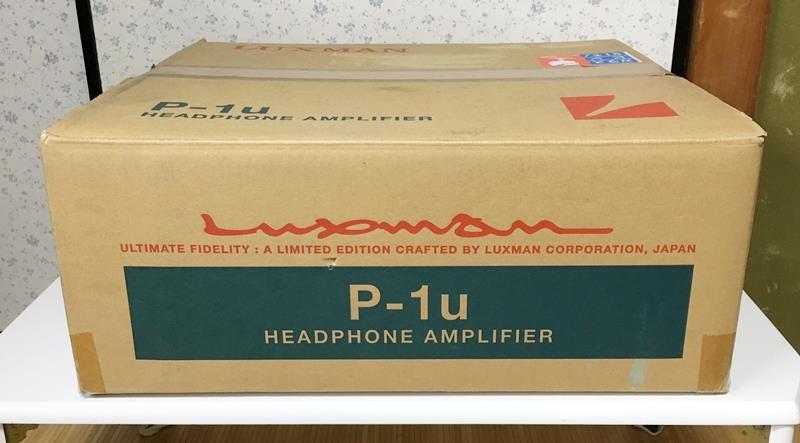 LUXMAN
P-1u
HEADPHONE AMPLIFIER
Luxman
ULTIMATE FIDELITY : A LIMITED EDITION CRAFTED BY LUXMAN CORPORATION, JAPAN
P-1u
HEADPHONE AMPLIFIER